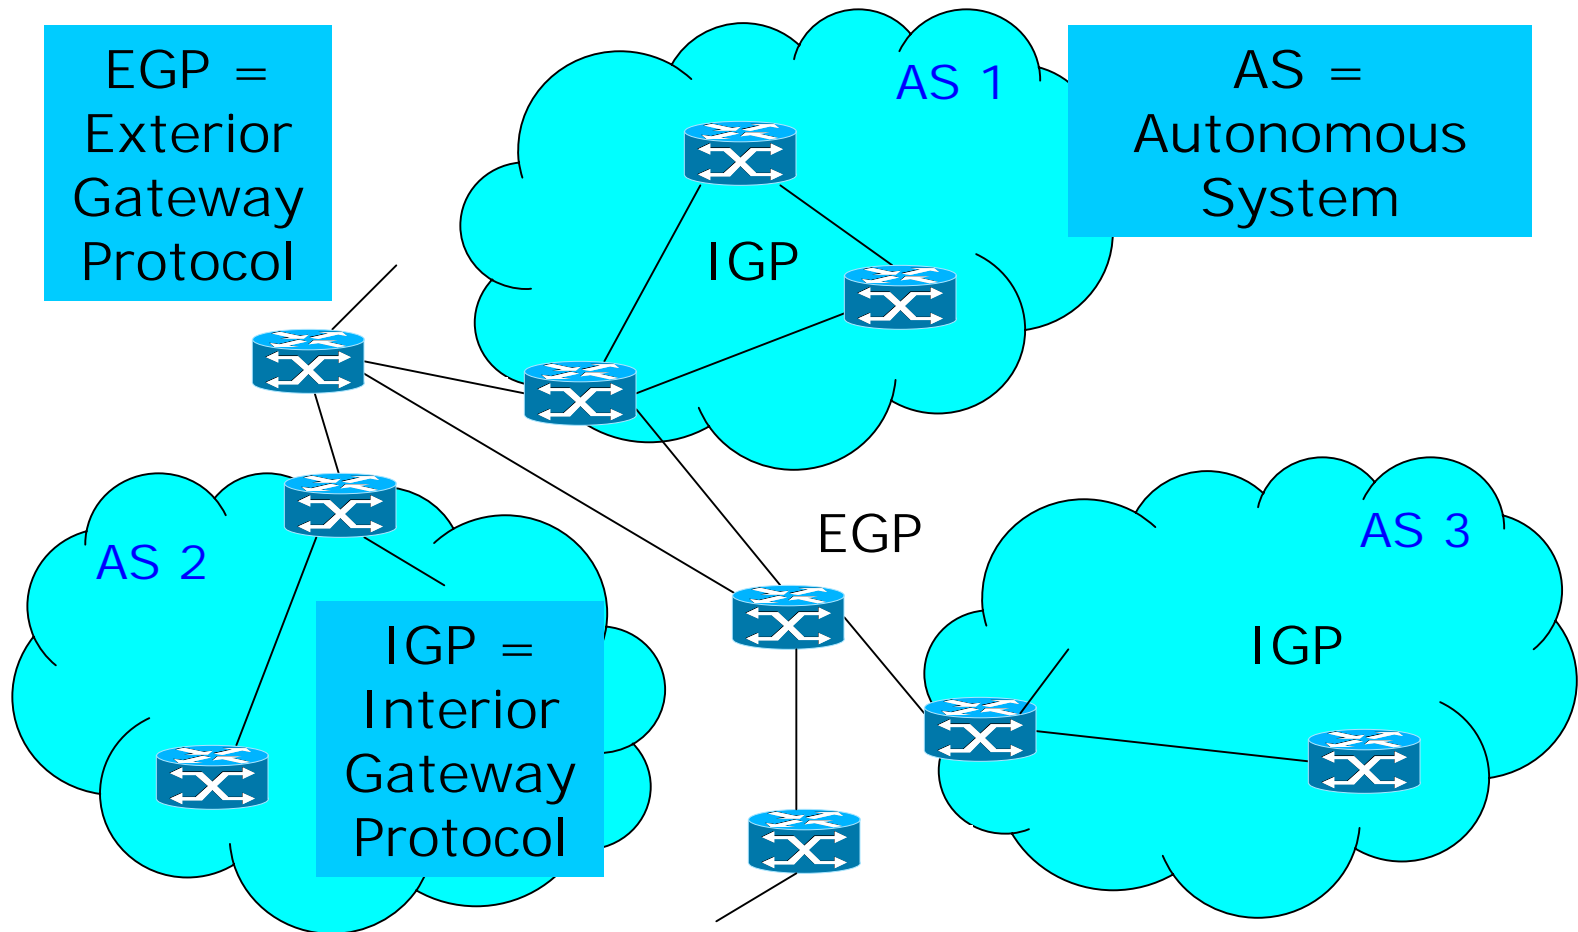 EGP =
Exterior
Gateway
Protocol
AS 1
AS =
Autonomous
System
IGP
EGP
AS 2
IGP =
Interior
Gateway
Protocol
AS 3
IGP